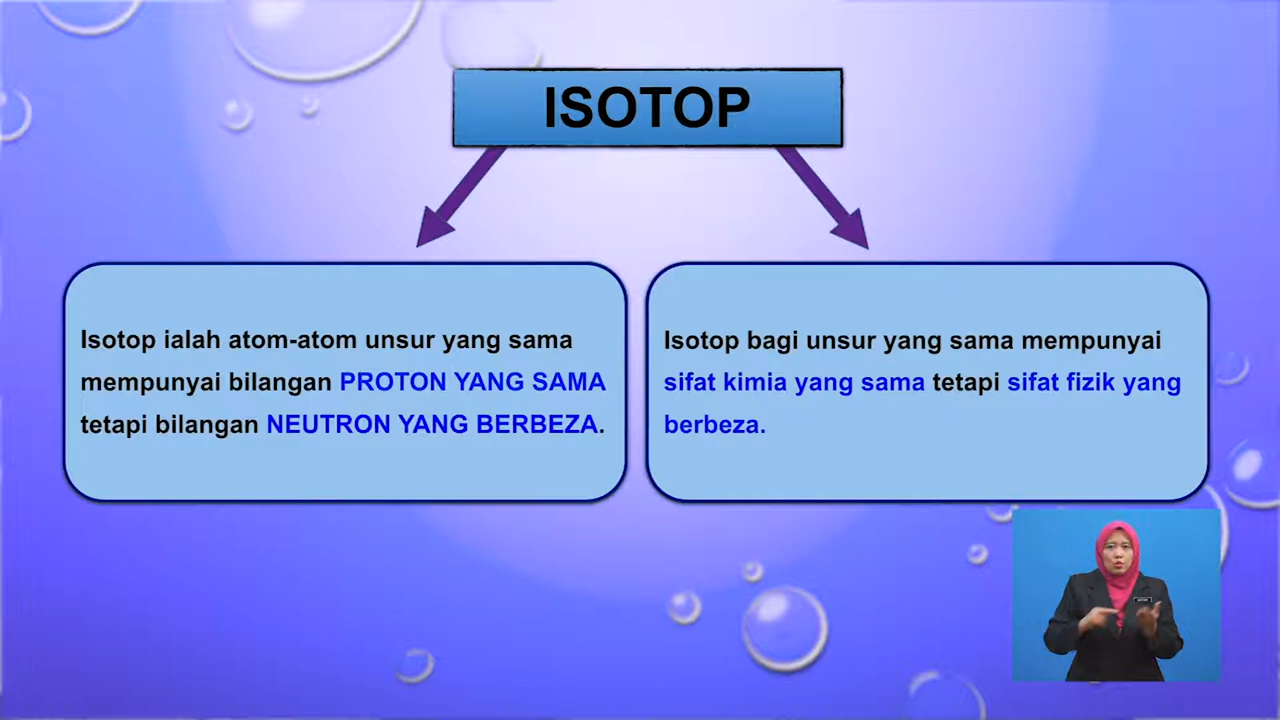 ISOTOP
Isotop ialah atom-atom unsur yang sama
mempunyai bilangan PROTON YANG SAMA
tetapi bilangan NEUTRON YANG BERBEZA.
Isotop bagi unsur yang sama mempunyai
sifat kimia yang sama tetapi sifat fizik yang
berbeza.